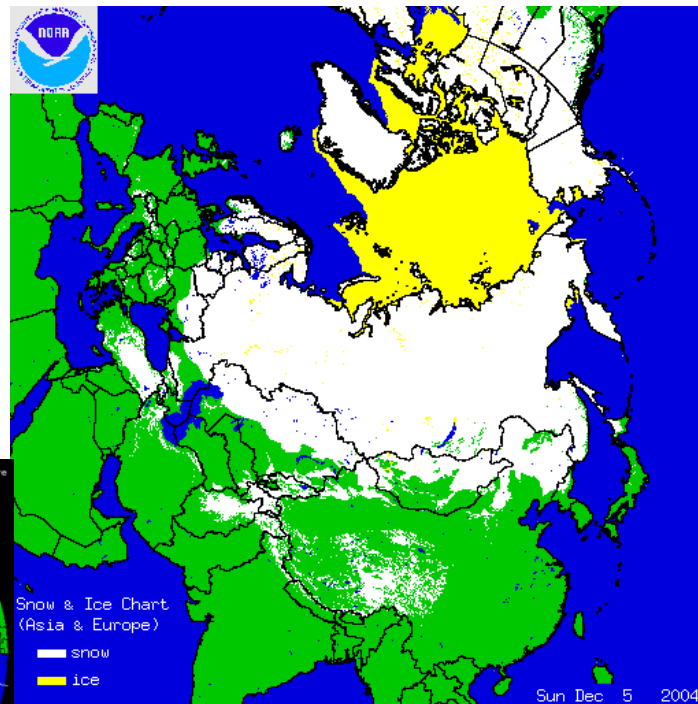 NOAA
Snow & Ice Chart
(Asia & Europe)
snow
ice
Sun Dec 5 2004